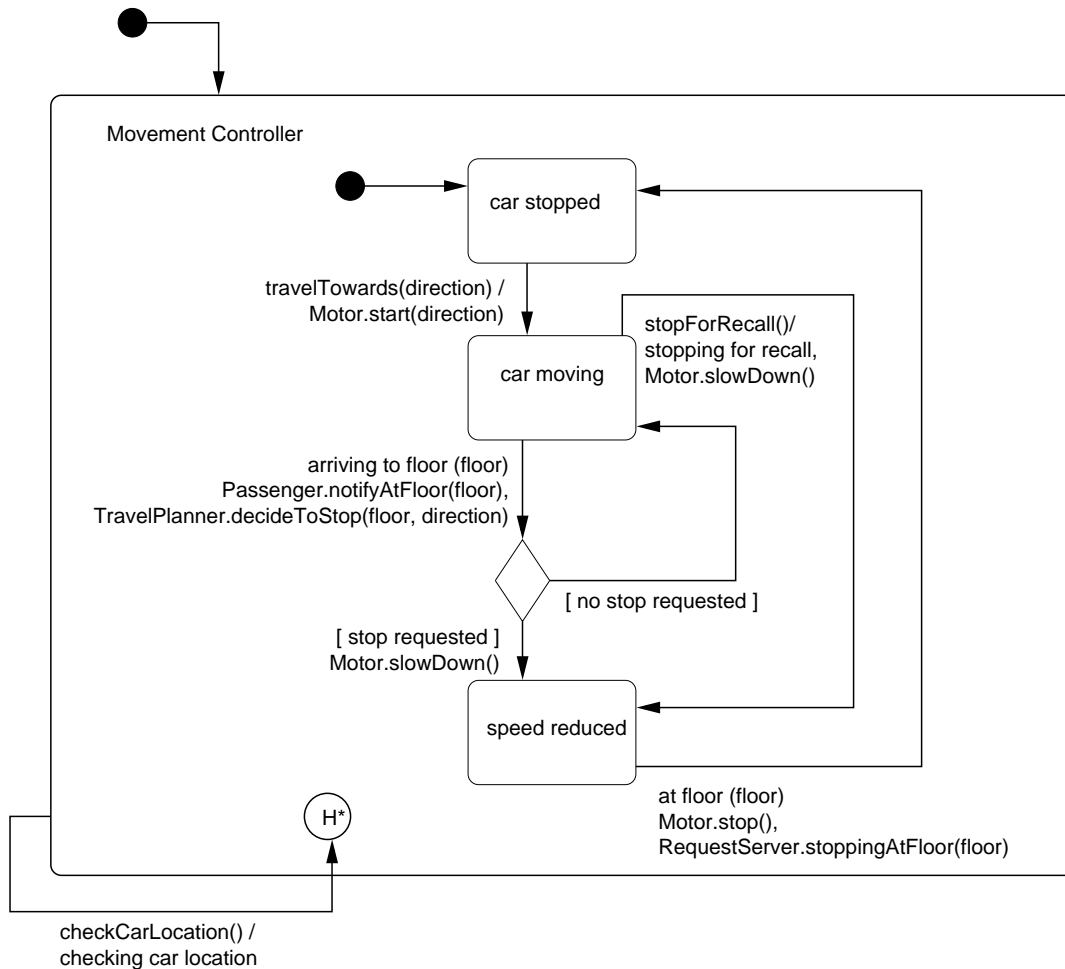 Movement Controller
car stopped
travelTowards(direction) /
Motor.start(direction)
stopForRecall()/
stopping for recall,
Motor.slowDown()
car moving
arriving to floor (floor)
Passenger.notifyAtFloor(floor),
TravelPlanner.decideToStop(floor, direction)
[ no stop requested ]
[ stop requested ]
Motor.slowDown()
speed reduced
at floor (floor)
Motor.stop(),
RequestServer.stoppingAtFloor(floor)
H*
checkCarLocation() /
checking car location